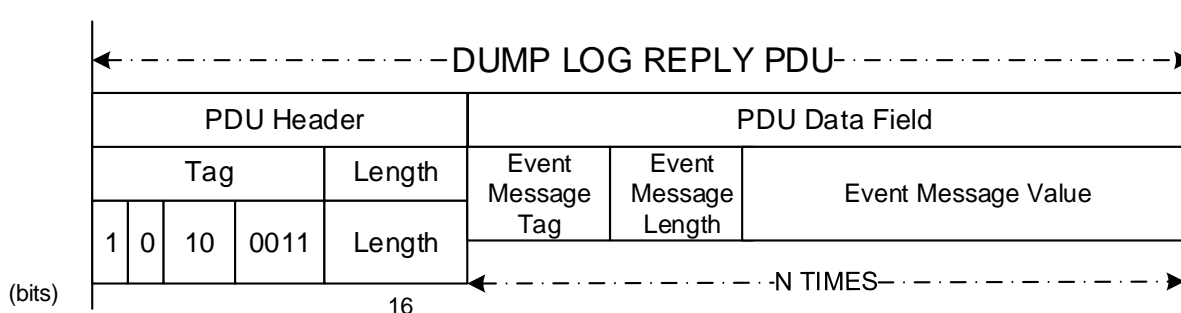 DUMP LOG REPLY PDU
PDU Header
PDU Data Field
Tag
Length
Event
Message
Tag
Event
Message
Length
Event Message Value
1
0
10
0011
Length
N TIMES
(bits)
16